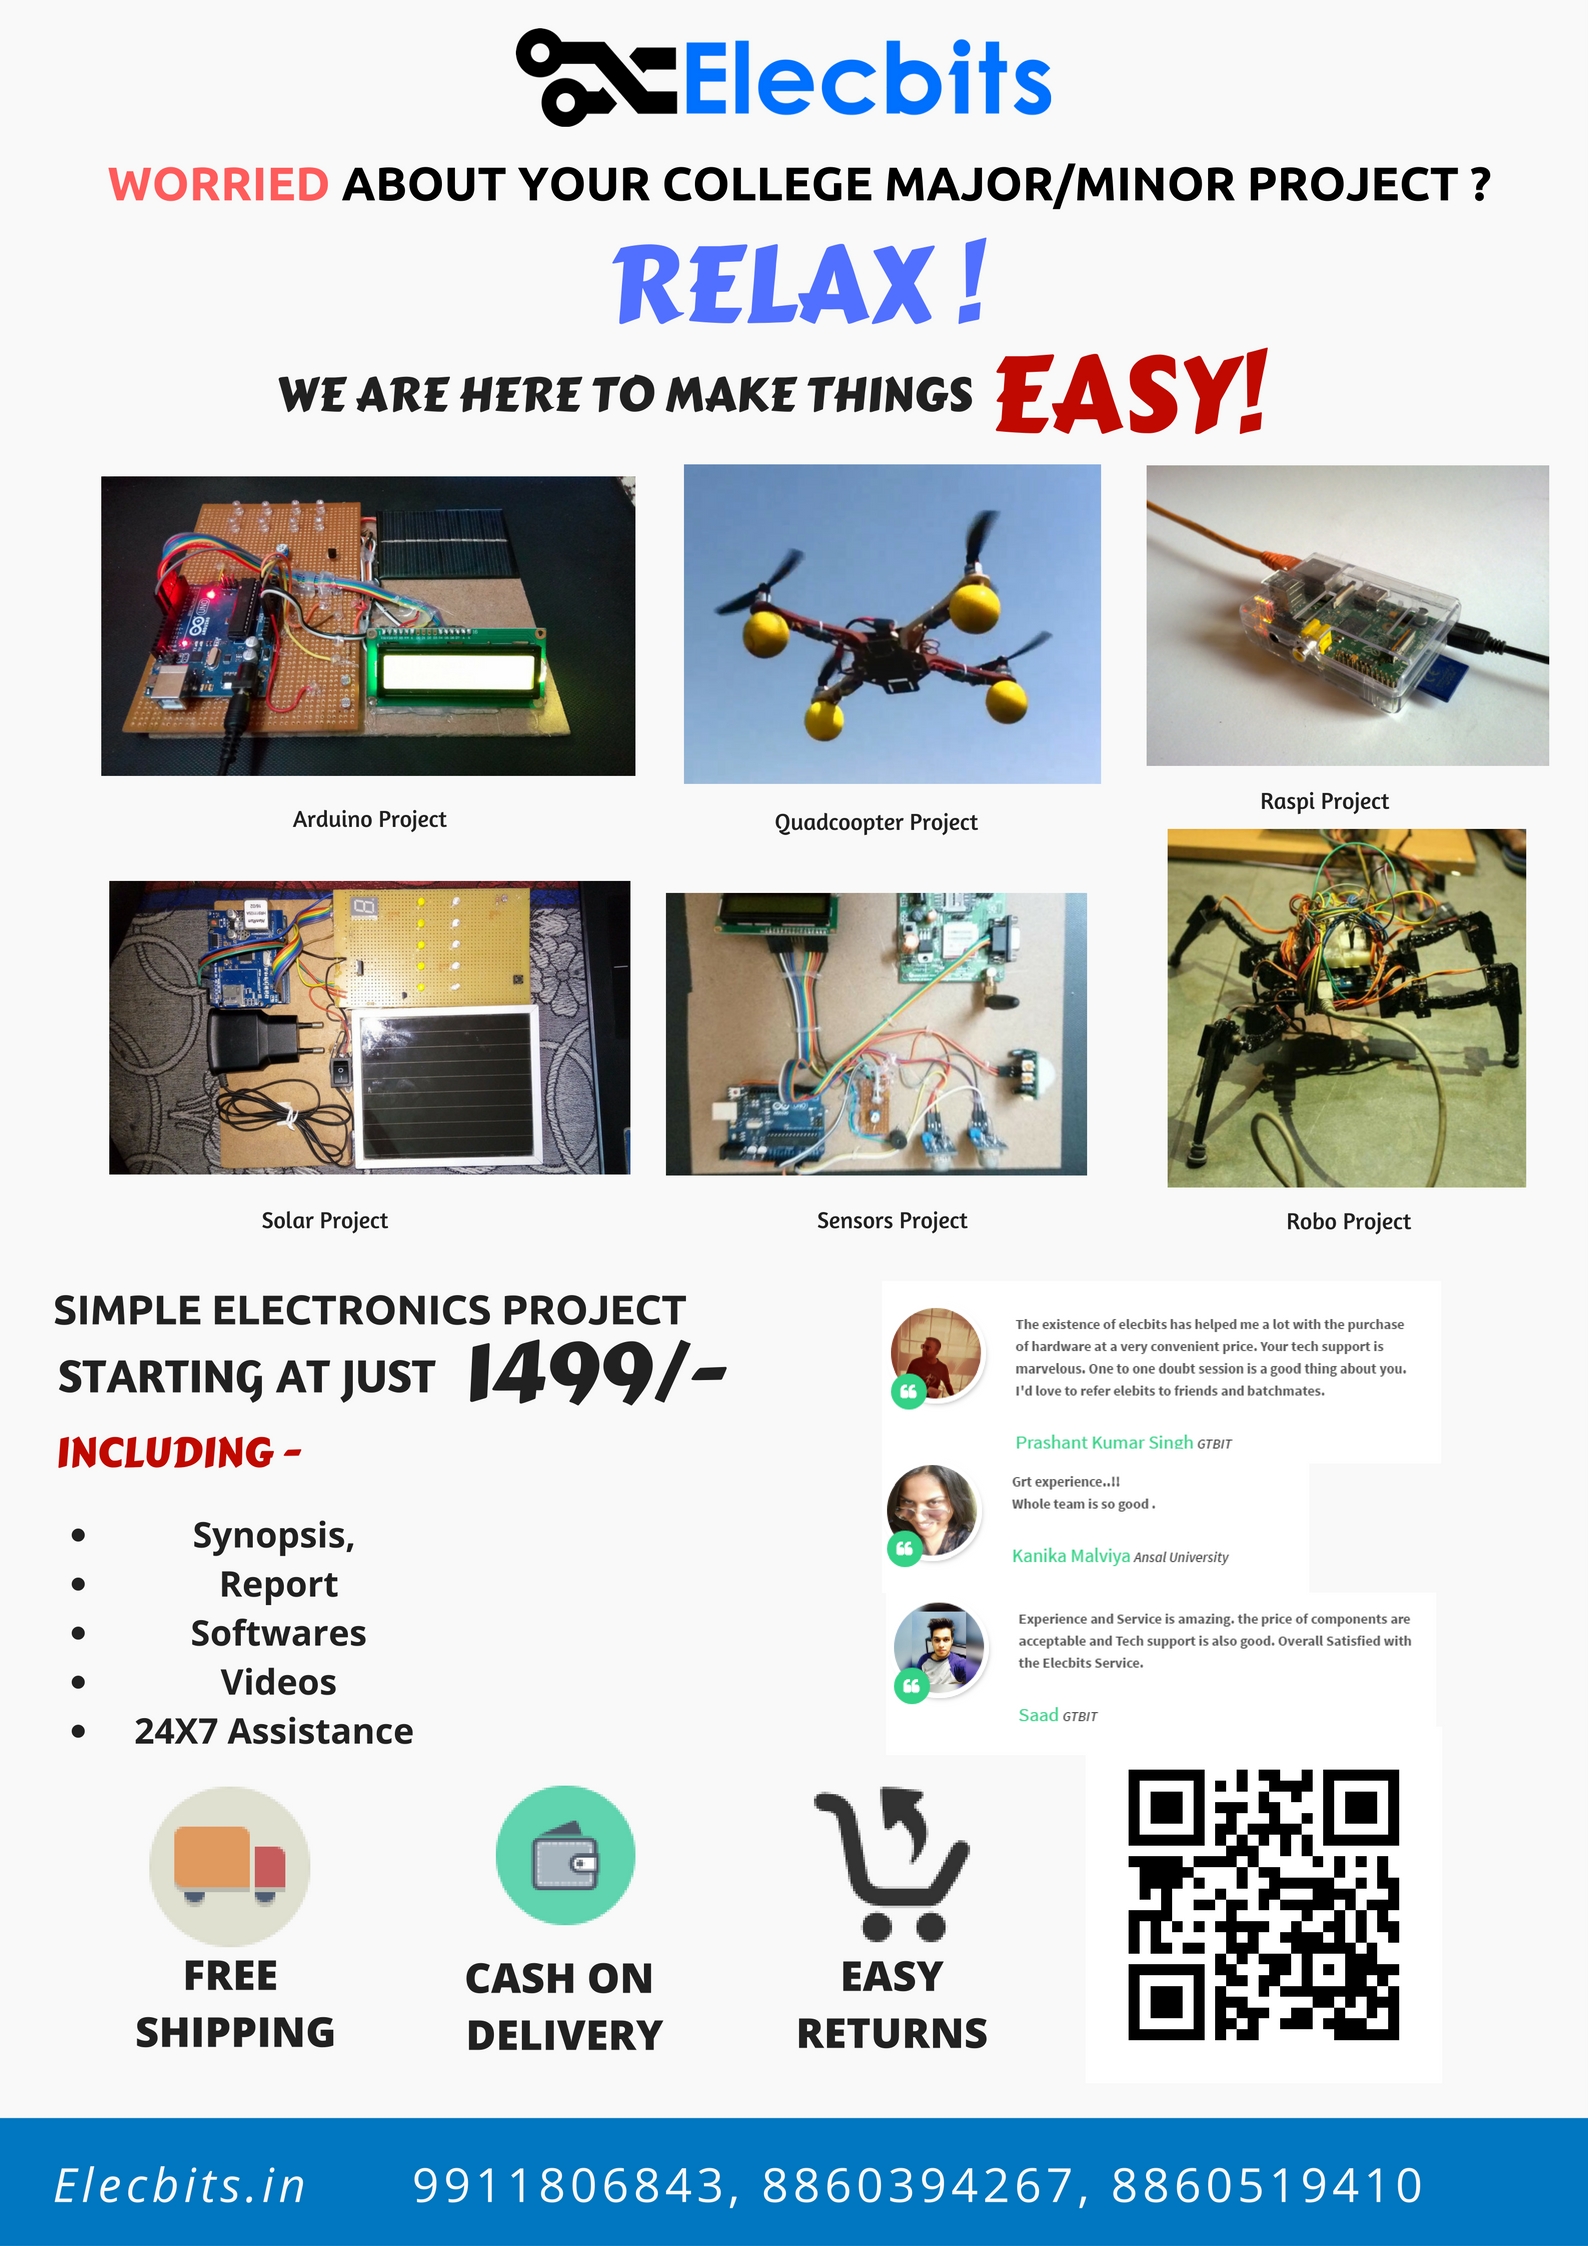 Elecbits
WORRIED ABOUT YOUR COLLEGE MAJOR/MINOR PROJECT ?
RELAX !
WE ARE HERE TO MAKE THINGS EASY!
Arduino Project
Quadcoopter Project
Raspi Project
Solar Project
Sensors Project
Robo Project
SIMPLE ELECTRONICS PROJECT
STARTING AT JUST 1499/-
INCLUDING -
• Synopsis,
• Report
• Softwares
• Videos
• 24X7 Assistance
The existence of elecbits has helped me a lot with the purchase
of hardware at a very convenient price. Your tech support is
marvelous. One to one doubt session is a good thing about you.
I'd love to refer elebits to friends and batchmates.
Prashant Kumar Singh GTBIT
Grt experience..!!
Whole team is so good .
Kanika Malviya Ansal University
Experience and Service is amazing. the price of components are
acceptable and Tech support is also good. Overall Satisfied with
the Elecbits Service.
Saad GTBIT
FREE
SHIPPING
CASH ON
DELIVERY
EASY
RETURNS
Elecbits.in 9911806843, 8860394267, 8860519410